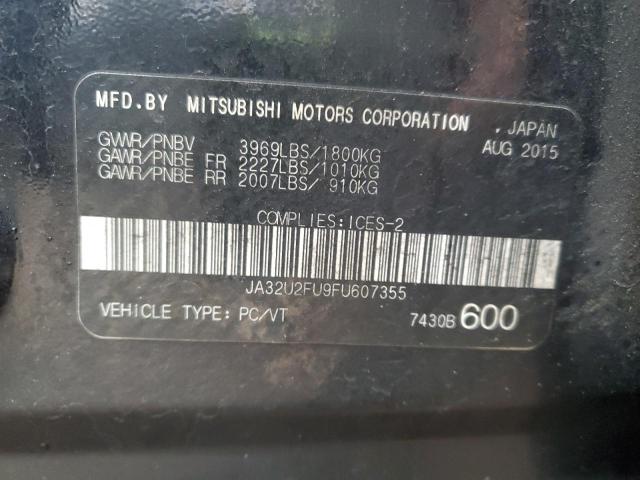 MFD.BY MITSUBISHI MOTORS CORPORATION , JAPAN
GVWR/PNBV 3969LBS/1800KG AUG 2015
GAWR/PNBE FR 2227LBS/1010KG
GAWR/PNBE RR 2007LBS/ 910KG
COMPLIES:ICES-2
JA32U2FU9FU607355
VEHICLE TYPE: PC/VT 7430B 600